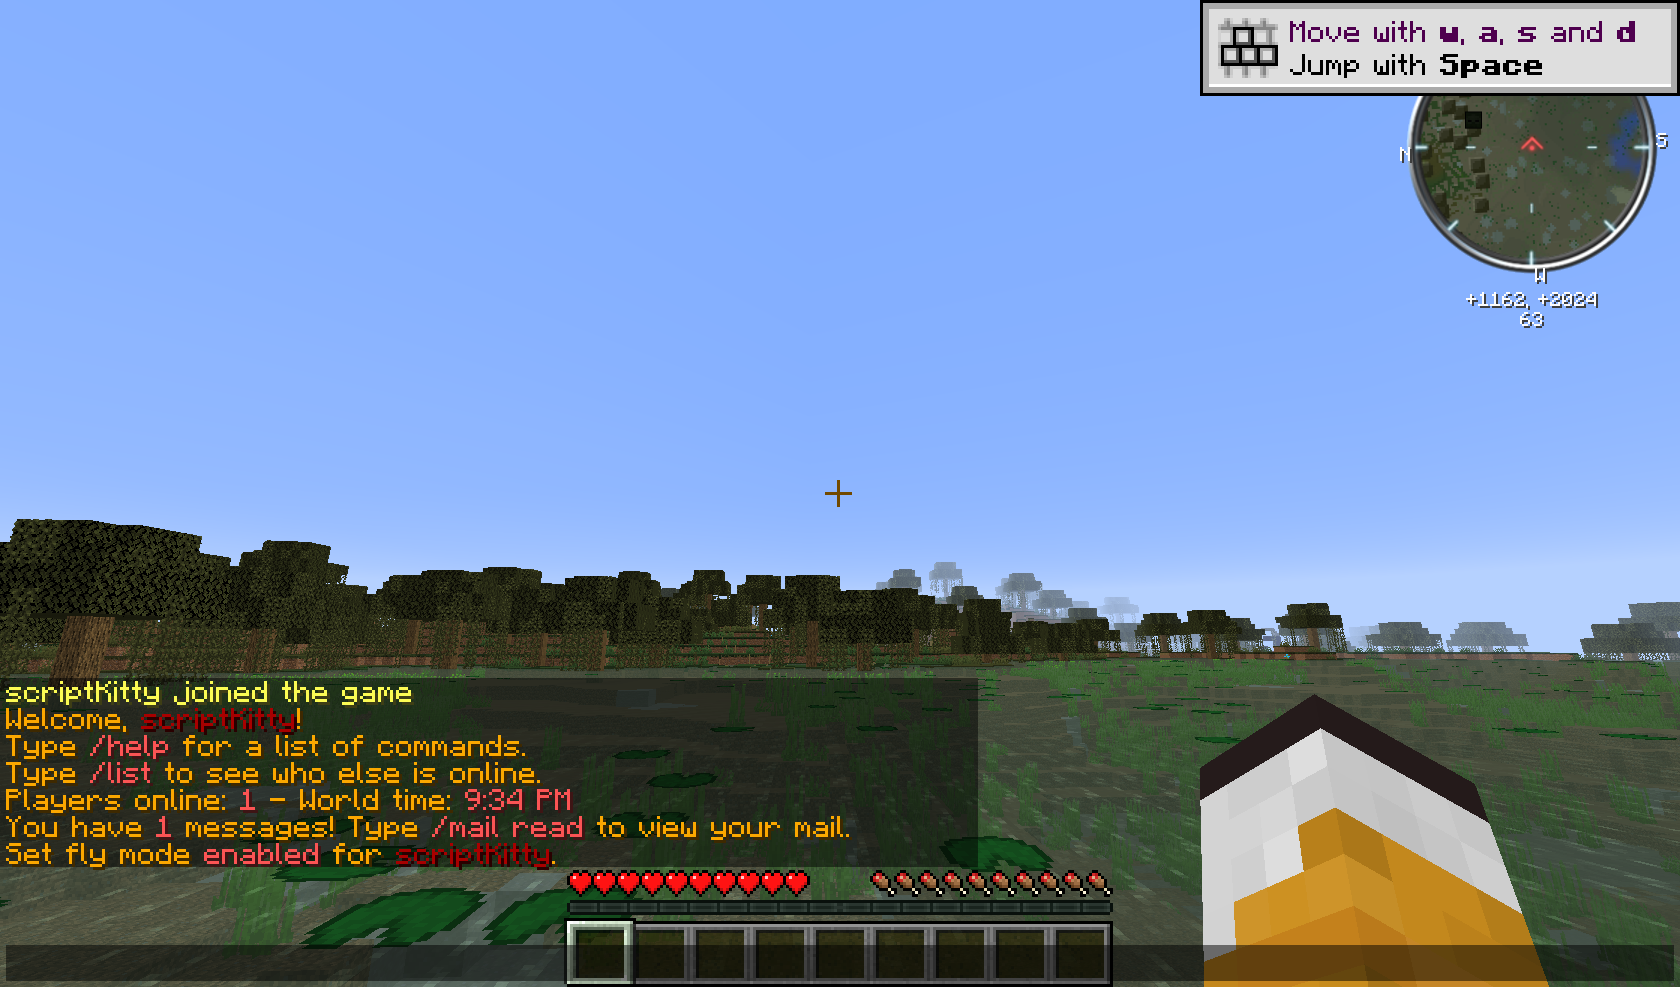 Move with w, a, s and d
Jump with Space
N
S
W
+1162, +2024
63
scriptKitty joined the game
Welcome, scriptKitty!
Type /help for a list of commands.
Type /list to see who else is online.
Players online: 1 - World time: 9:34 PM
You have 1 messages! Type /mail read to view your mail.
Set fly mode enabled for scriptKitty.